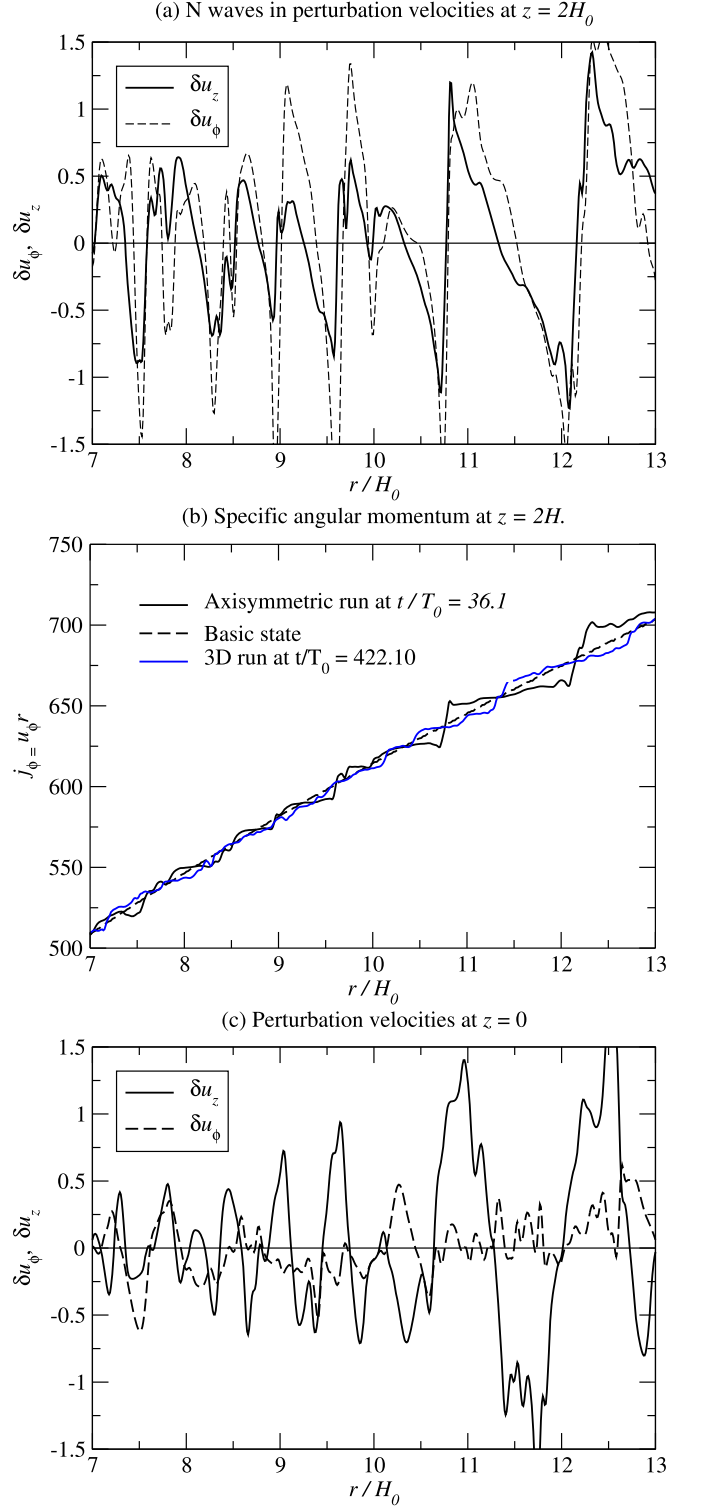 (a) N waves in perturbation velocities at z = 2H0
1.5
1
0.5
0
-0.5
-1
-1.5
δuϕ, δuz
δuz
δuϕ
7 8 9 10 11 12 13
r / H0
(b) Specific angular momentum at z = 2H.
750
700
650
600
550
500
jϕ = uϕr
Axisymmetric run at t / T0 = 36.1
Basic state
3D run at t/T0 = 422.10
7 8 9 10 11 12 13
r / H0
(c) Perturbation velocities at z = 0
1.5
1
0.5
0
-0.5
-1
-1.5
δuϕ, δuz
δuz
δuϕ
7 8 9 10 11 12 13
r / H0